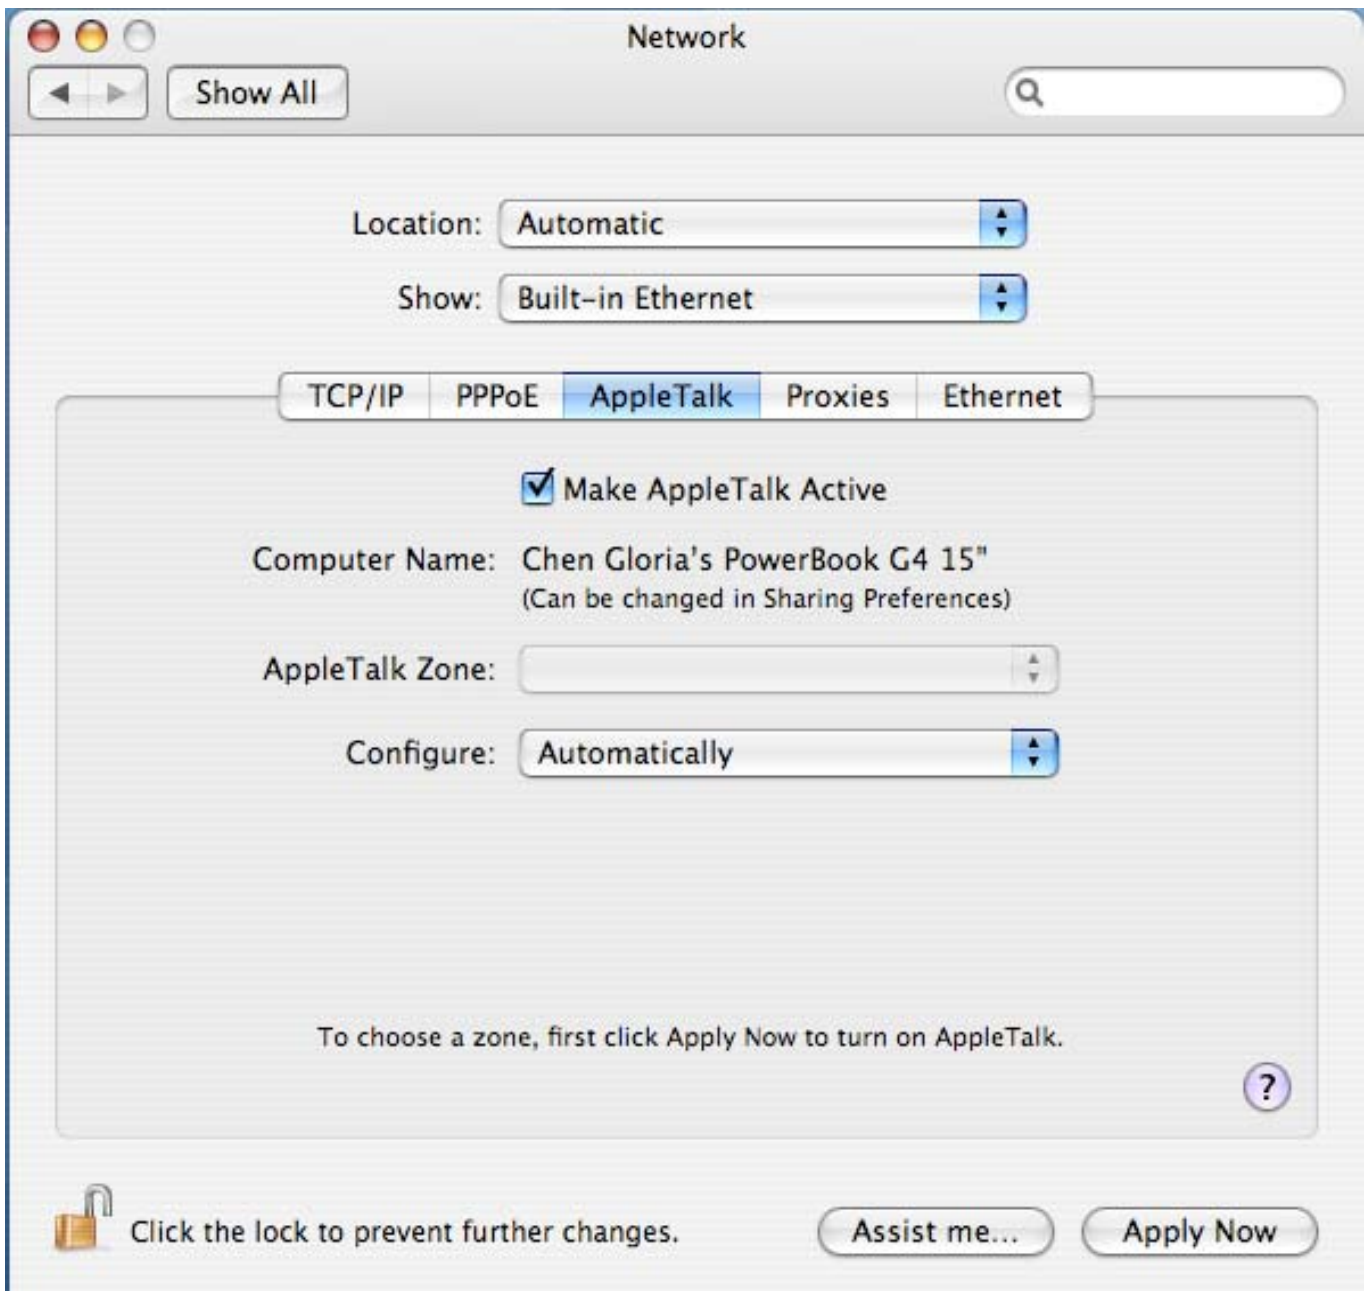 Network
Show All
Location: Automatic
Show: Built-in Ethernet
TCP/IP PPPoE AppleTalk Proxies Ethernet
Make AppleTalk Active
Computer Name: Chen Gloria's PowerBook G4 15"
(Can be changed in Sharing Preferences)
AppleTalk Zone:
Configure: Automatically
To choose a zone, first click Apply Now to turn on AppleTalk.
?
Click the lock to prevent further changes. Assist me... Apply Now